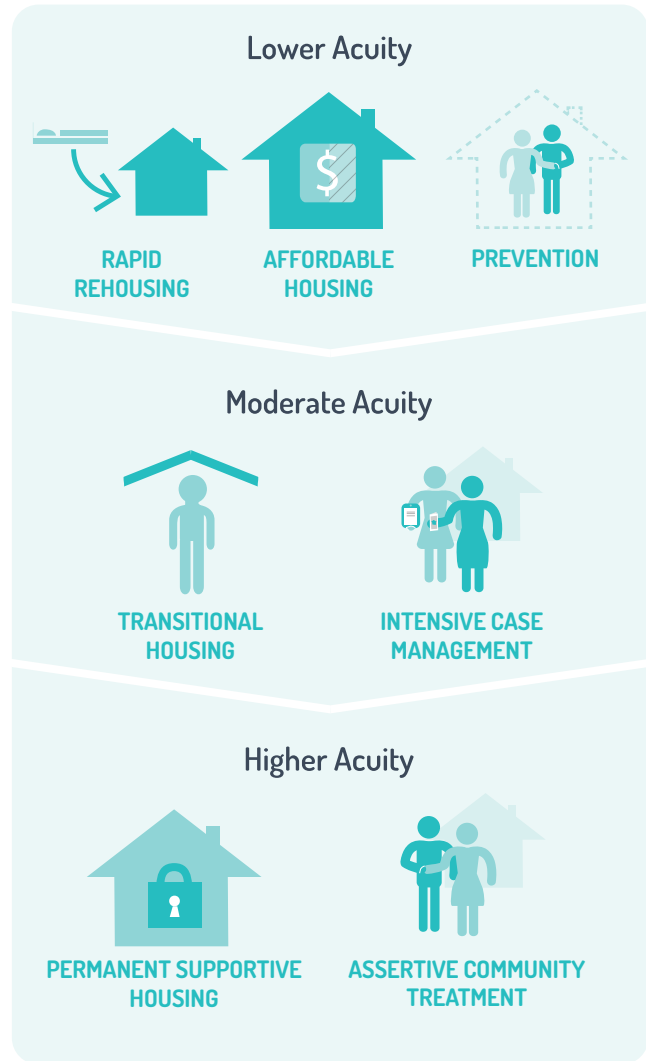 Lower Acuity
$
RAPID
REHOUSING
AFFORDABLE
HOUSING
PREVENTION
Moderate Acuity
TRANSITIONAL
HOUSING
INTENSIVE CASE
MANAGEMENT
Higher Acuity
PERMANENT SUPPORTIVE
HOUSING
ASSERTIVE COMMUNITY
TREATMENT